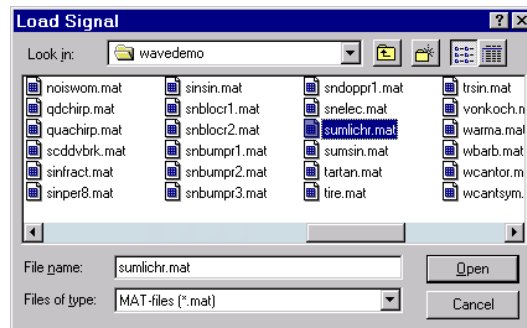 Load Signal
Look in: wavedemo
noiswom.mat sinsin.mat sndoppr1.mat trsin.mat
qdchirp.mat snblocr1.mat snelec.mat vonkoch.n
quachirp.mat snblocr2.mat sumlichr.mat warma.mat
scddvbrk.mat snbumpr1.mat sumsin.mat wbarb.mat
sinfract.mat snbumpr2.mat tartan.mat wcantor.m
sinper8.mat snbumpr3.mat tire.mat wcantsym.
File name: sumlichr.mat Open
Files of type: MAT-files (*.mat) Cancel